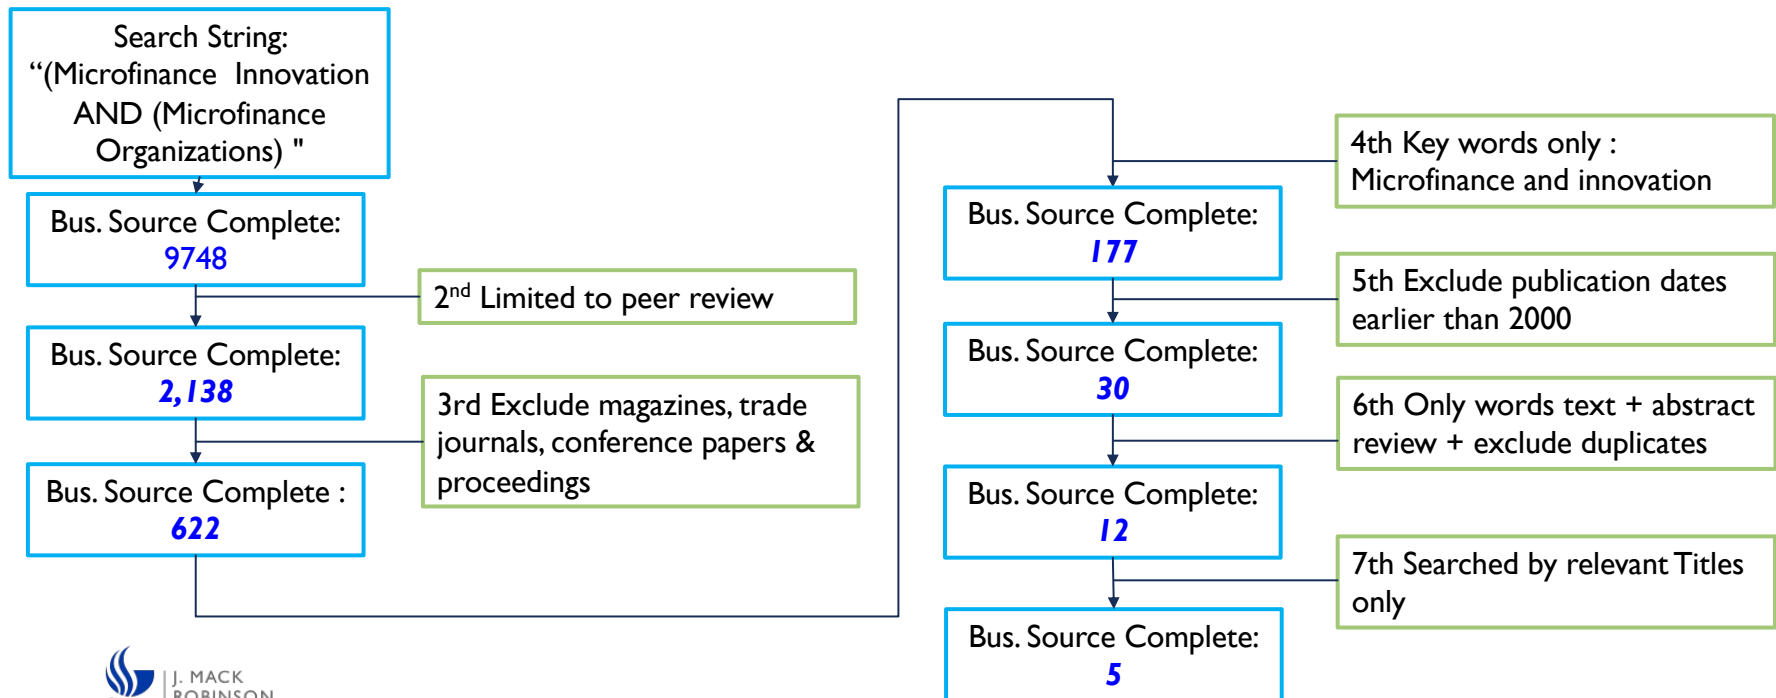 Search String:
“(Microfinance Innovation
AND (Microfinance
Organizations) "
Bus. Source Complete:
9748
2nd Limited to peer review
Bus. Source Complete:
2,138
3rd Exclude magazines, trade
journals, conference papers &
proceedings
Bus. Source Complete :
622
4th Key words only :
Microfinance and innovation
Bus. Source Complete:
177
5th Exclude publication dates
earlier than 2000
Bus. Source Complete:
30
6th Only words text + abstract
review + exclude duplicates
Bus. Source Complete:
12
7th Searched by relevant Titles
only
Bus. Source Complete:
5
J. MACK
ROBINSON